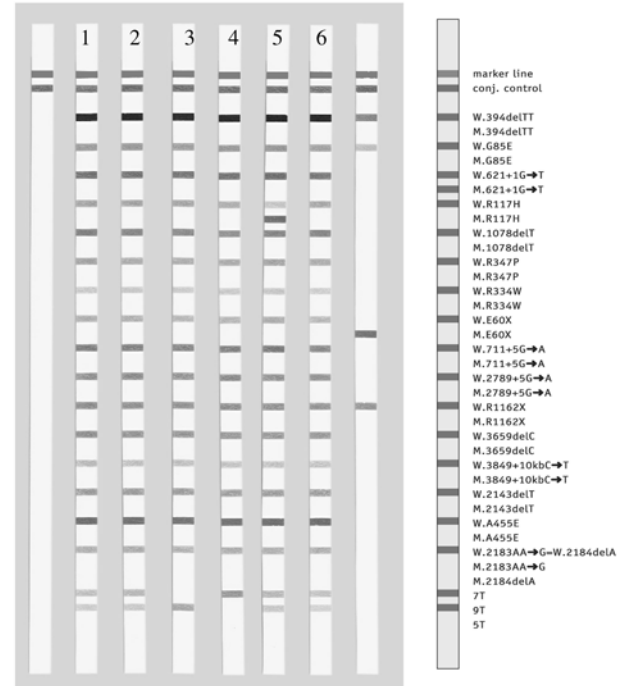 1 2 3 4 5 6
marker line
conj. control
W.394delTT
M.394delTT
W.G85E
M.G85E
W.621+1G➔T
M.621+1G➔T
W.R117H
M.R117H
W.1078delT
M.1078delT
W.R347P
M.R347P
W.R334W
M.R334W
W.E60X
M.E60X
W.711+5G➔A
M.711+5G➔A
W.2789+5G➔A
M.2789+5G➔A
W.R1162X
M.R1162X
W.3659delC
M.3659delC
W.3849+10kbC➔T
M.3849+10kbC➔T
W.2143delT
M.2143delT
W.A455E
M.A455E
W.2183AA➔G=W.2184delA
M.2183AA➔G
M.2184delA
7T
9T
5T